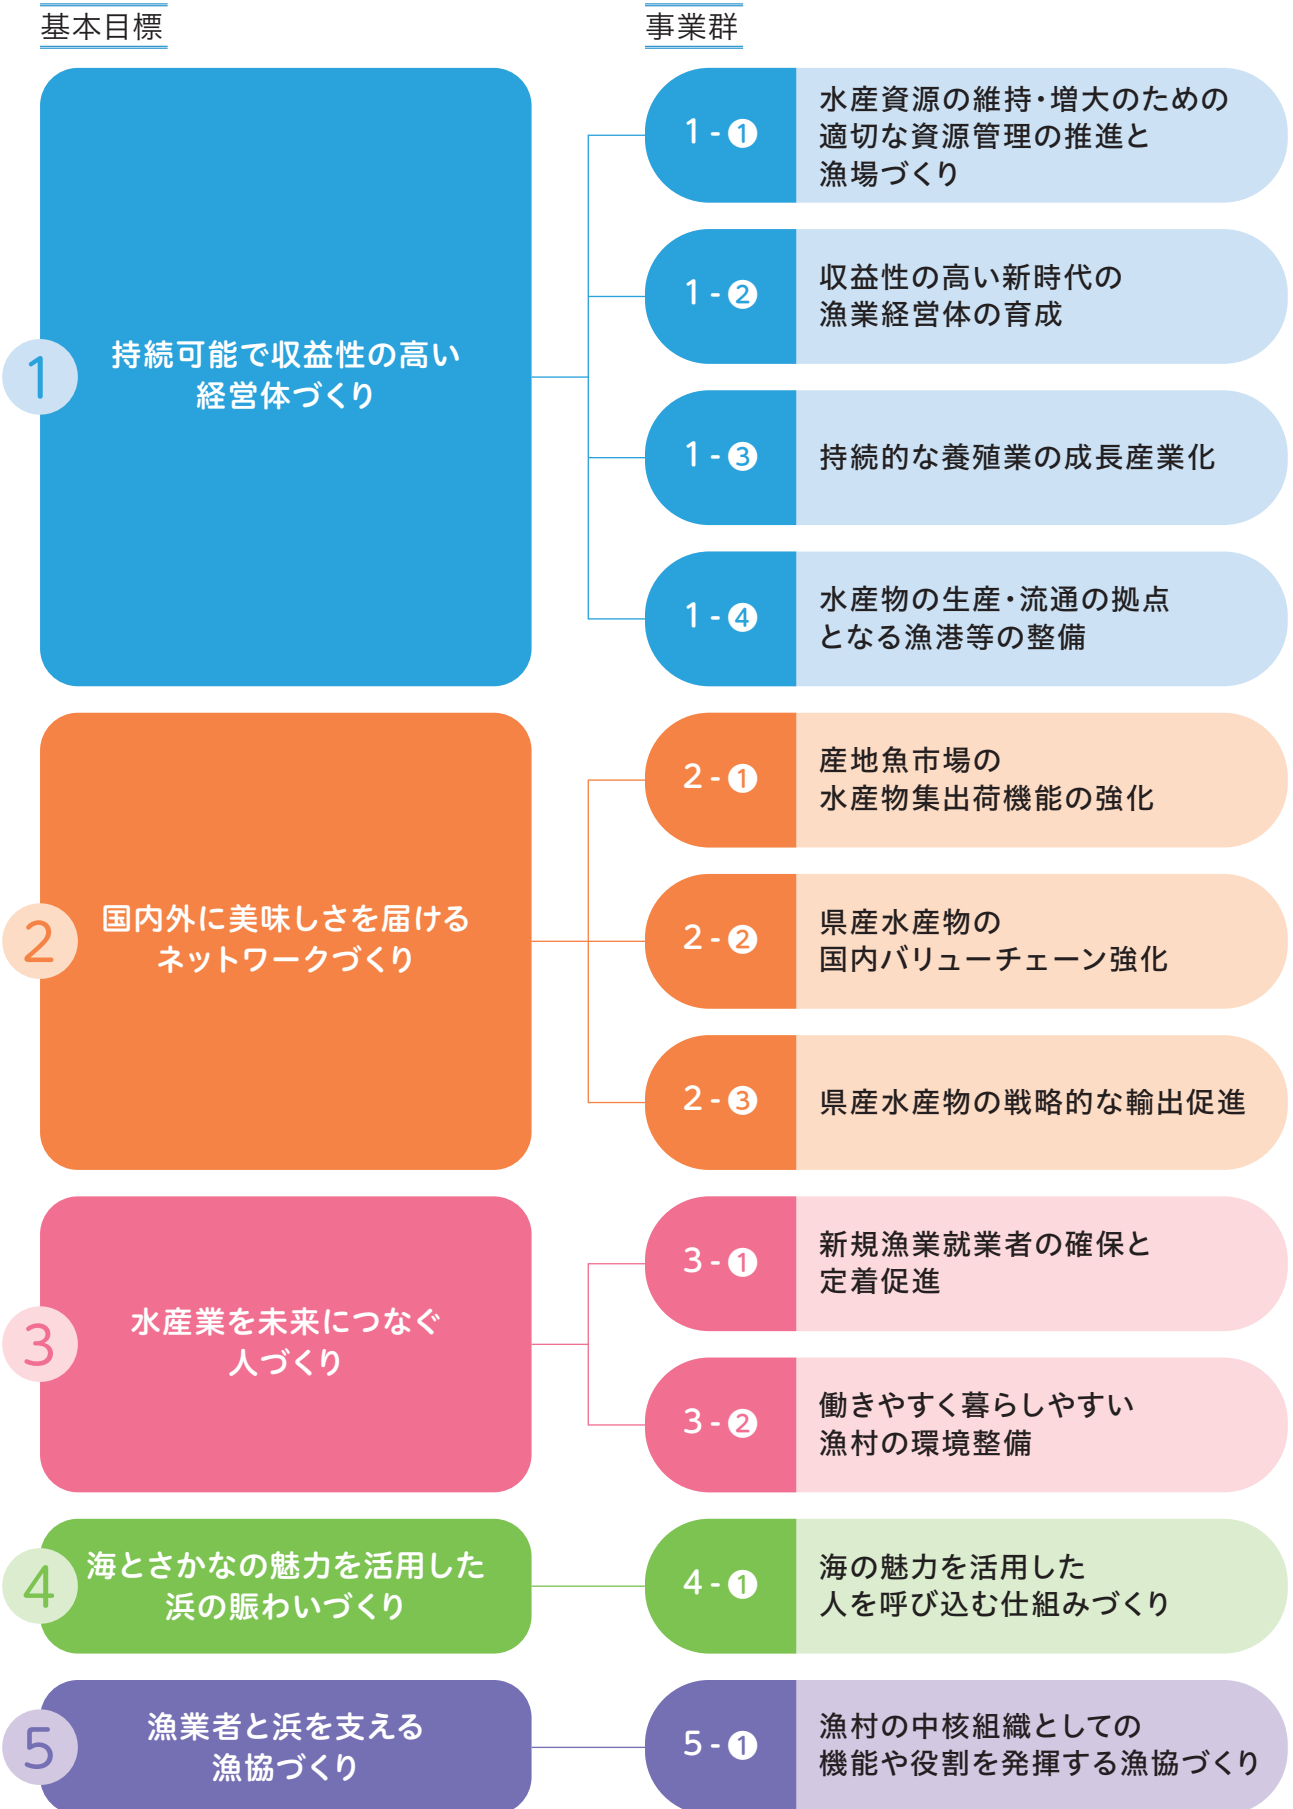 基本目標
事業群
1
持続可能で収益性の高い
経営体づくり
1-❶
水産資源の維持・増大のための
適切な資源管理の推進と
漁場づくり
1-❷
収益性の高い新時代の
漁業経営体の育成
1-❸
持続的な養殖業の成長産業化
1-❹
水産物の生産・流通の拠点
となる漁港等の整備
2
国内外に美味しさを届ける
ネットワークづくり
2-❶
産地魚市場の
水産物集出荷機能の強化
2-❷
県産水産物の
国内バリューチェーン強化
2-❸
県産水産物の戦略的な輸出促進
3
水産業を未来につなぐ
人づくり
3-❶
新規漁業就業者の確保と
定着促進
3-❷
働きやすく暮らしやすい
漁村の環境整備
4
海とさかなの魅力を活用した
浜の賑わいづくり
4-❶
海の魅力を活用した
人を呼び込む仕組みづくり
5
漁業者と浜を支える
漁協づくり
5-❶
漁村の中核組織としての
機能や役割を発揮する漁協づくり